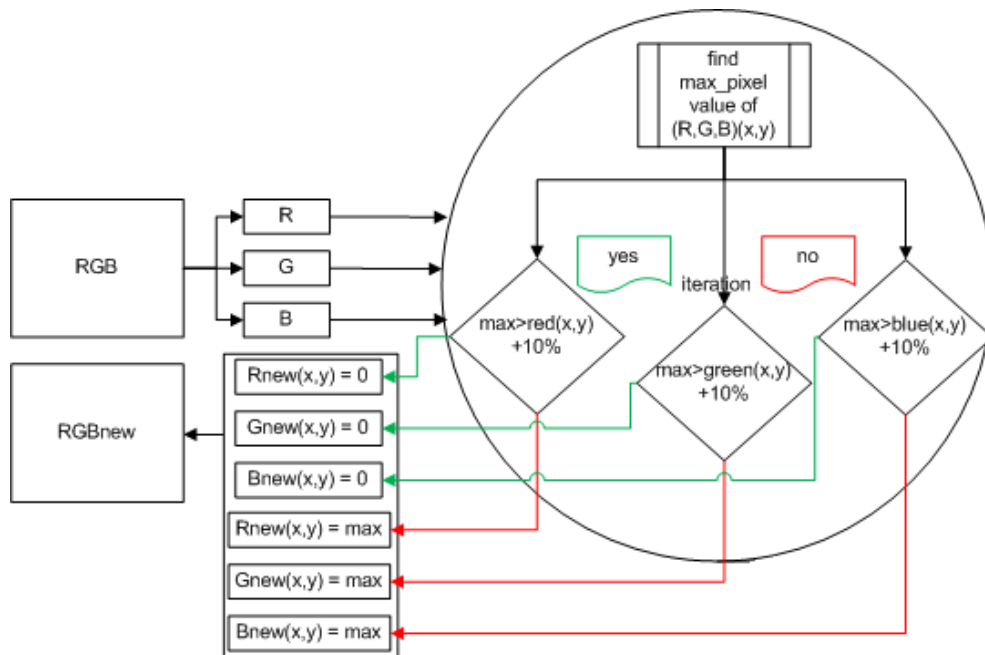 find
max_pixel
value of
(R,G,B)(x,y)
RGB
R
G
B
yes
no
iteration
max>red(x,y)
+10%
max>green(x,y)
+10%
max>blue(x,y)
+10%
RGBnew
Rnew(x,y) = 0
Gnew(x,y) = 0
Bnew(x,y) = 0
Rnew(x,y) = max
Gnew(x,y) = max
Bnew(x,y) = max